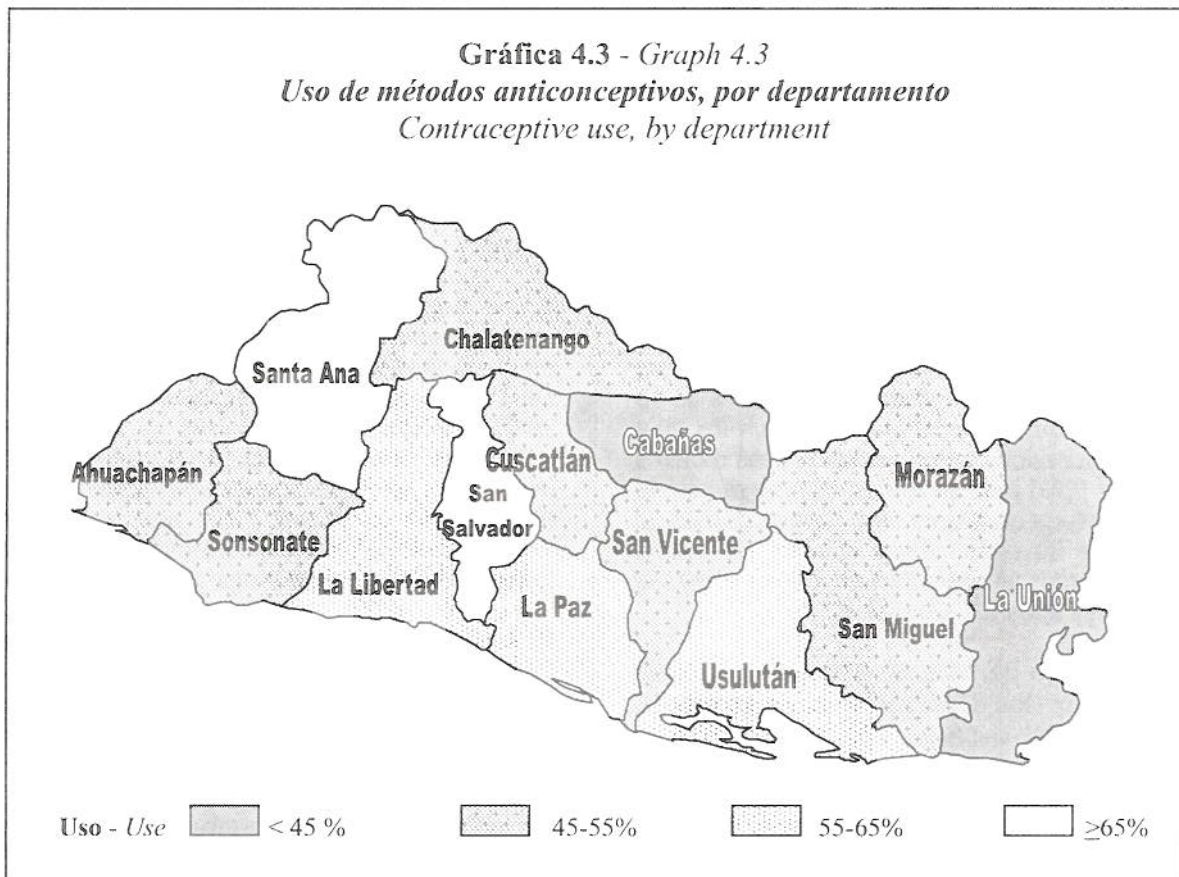 Gráfica 4.3 - Graph 4.3
Uso de métodos anticonceptivos, por departamento
Contraceptive use, by department
Chalatenango
Santa Ana
Cabañas
Ahuachapán
Cuscatlán
Morazán
San
Salvador
Sonsonate
San Vicente
La Libertad
La Paz
La Unión
San Miguel
Usulután
Uso - Use
< 45 %
45-55%
55-65%
≥65%